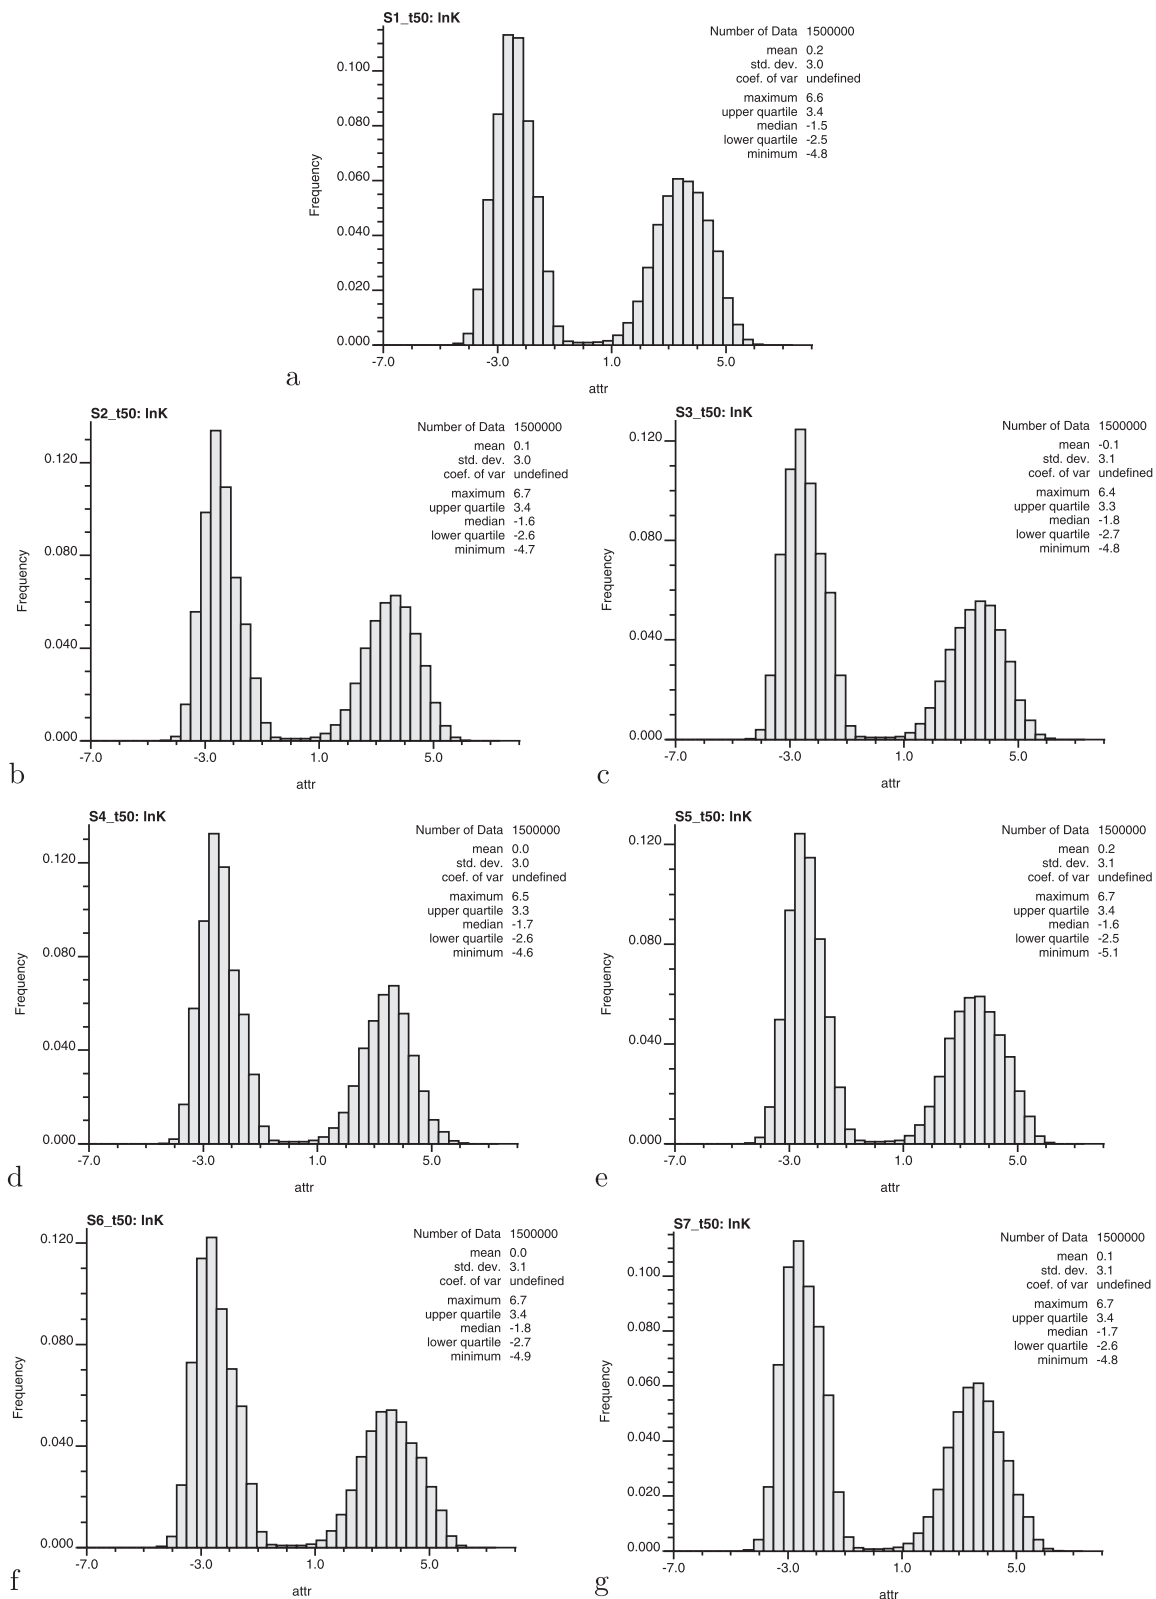 S1_t50: lnK
Number of Data 1500000
mean 0.2
std. dev. 3.0
coef. of var undefined
maximum 6.6
upper quartile 3.4
median -1.5
lower quartile -2.5
minimum -4.8
Frequency
0.100
0.080
0.060
0.040
0.020
0.000
-7.0 -3.0 1.0 5.0
attr
a
S2_t50: lnK
Number of Data 1500000
mean 0.1
std. dev. 3.0
coef. of var undefined
maximum 6.7
upper quartile 3.4
median -1.6
lower quartile -2.6
minimum -4.7
Frequency
0.120
0.080
0.040
0.000
-7.0 -3.0 1.0 5.0
attr
b
S3_t50: lnK
Number of Data 1500000
mean -0.1
std. dev. 3.1
coef. of var undefined
maximum 6.4
upper quartile 3.3
median -1.8
lower quartile -2.7
minimum -4.8
Frequency
0.120
0.080
0.040
0.000
-7.0 -3.0 1.0 5.0
attr
c
S4_t50: lnK
Number of Data 1500000
mean 0.0
std. dev. 3.0
coef. of var undefined
maximum 6.5
upper quartile 3.3
median -1.7
lower quartile -2.6
minimum -4.6
Frequency
0.120
0.080
0.040
0.000
-7.0 -3.0 1.0 5.0
attr
d
S5_t50: lnK
Number of Data 1500000
mean 0.2
std. dev. 3.1
coef. of var undefined
maximum 6.7
upper quartile 3.4
median -1.6
lower quartile -2.5
minimum -5.1
Frequency
0.120
0.080
0.040
0.000
-7.0 -3.0 1.0 5.0
attr
e
S6_t50: lnK
Number of Data 1500000
mean 0.0
std. dev. 3.1
coef. of var undefined
maximum 6.7
upper quartile 3.4
median -1.8
lower quartile -2.7
minimum -4.9
Frequency
0.120
0.080
0.040
0.000
-7.0 -3.0 1.0 5.0
attr
f
S7_t50: lnK
Number of Data 1500000
mean 0.1
std. dev. 3.1
coef. of var undefined
maximum 6.7
upper quartile 3.4
median -1.7
lower quartile -2.6
minimum -4.8
Frequency
0.100
0.080
0.060
0.040
0.020
0.000
-7.0 -3.0 1.0 5.0
attr
g